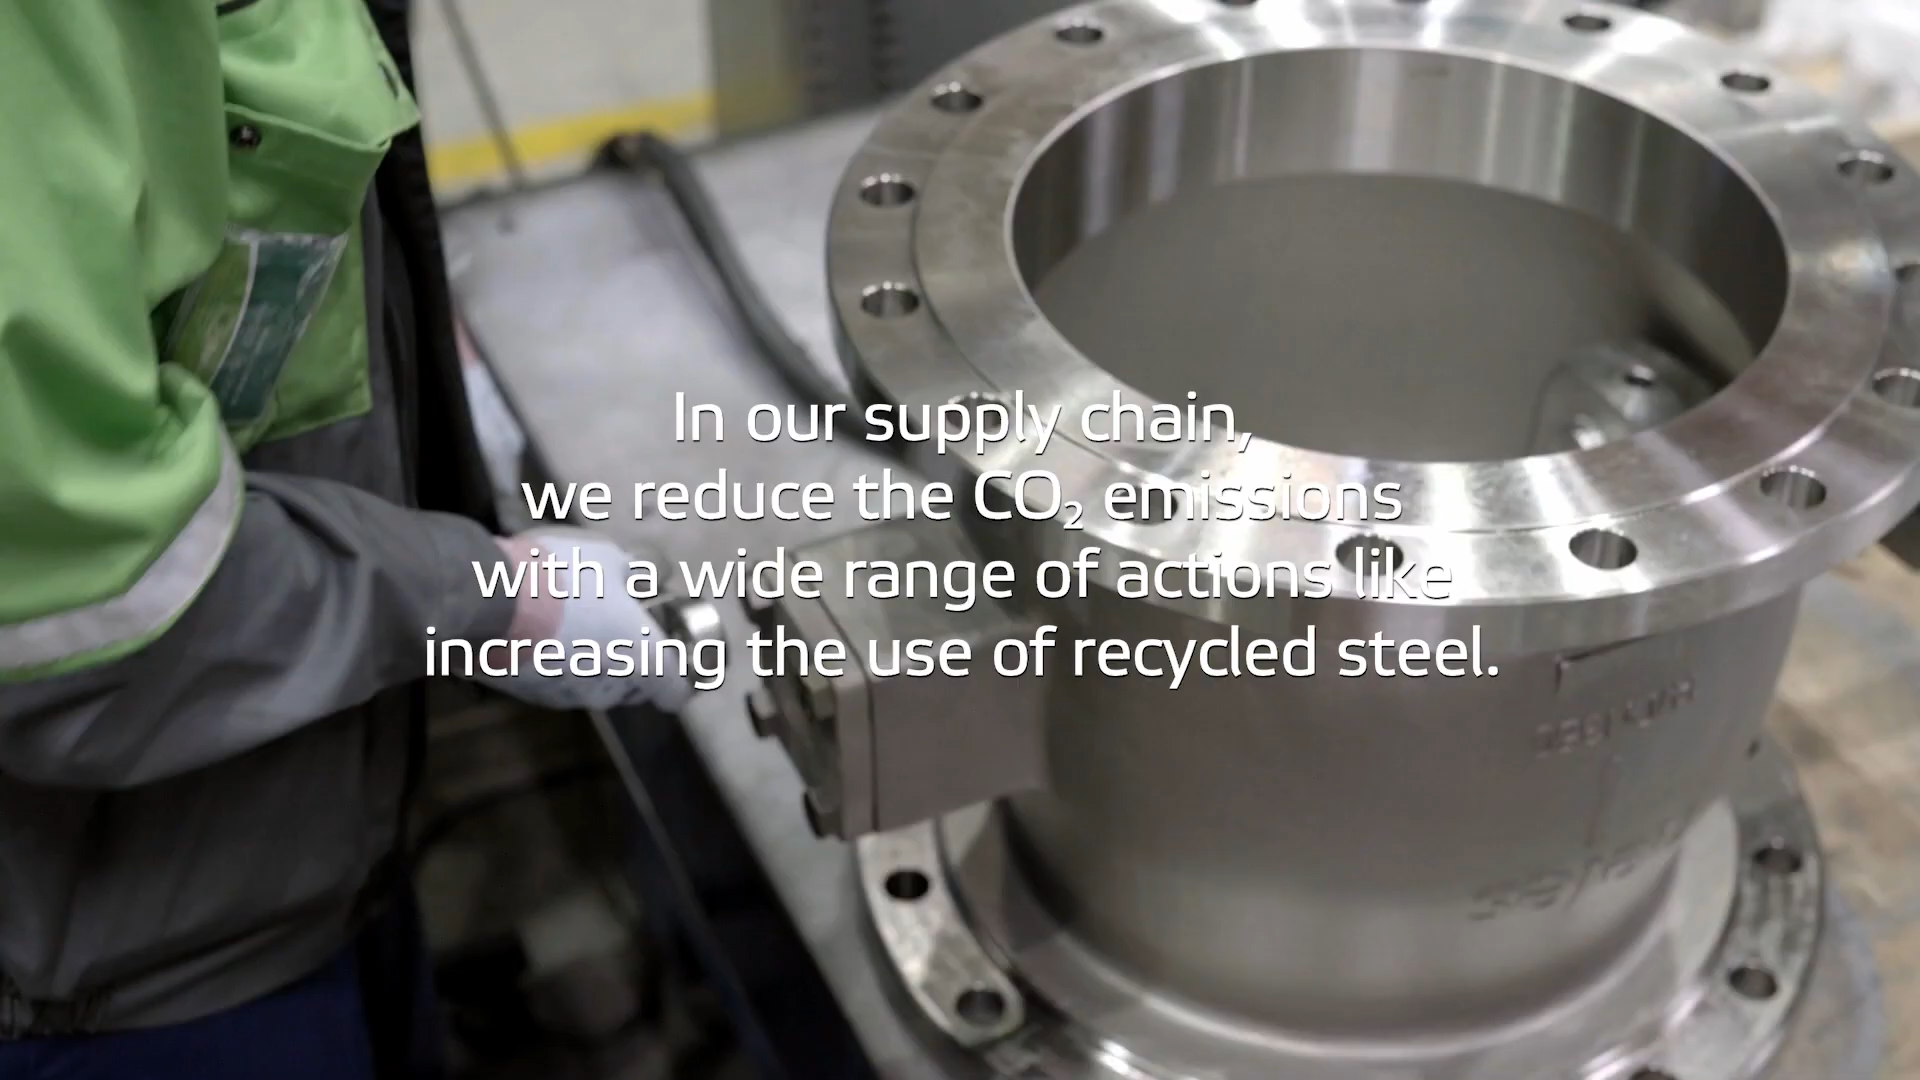 In our supply chain,
we reduce the CO₂ emissions
with a wide range of actions like
increasing the use of recycled steel.